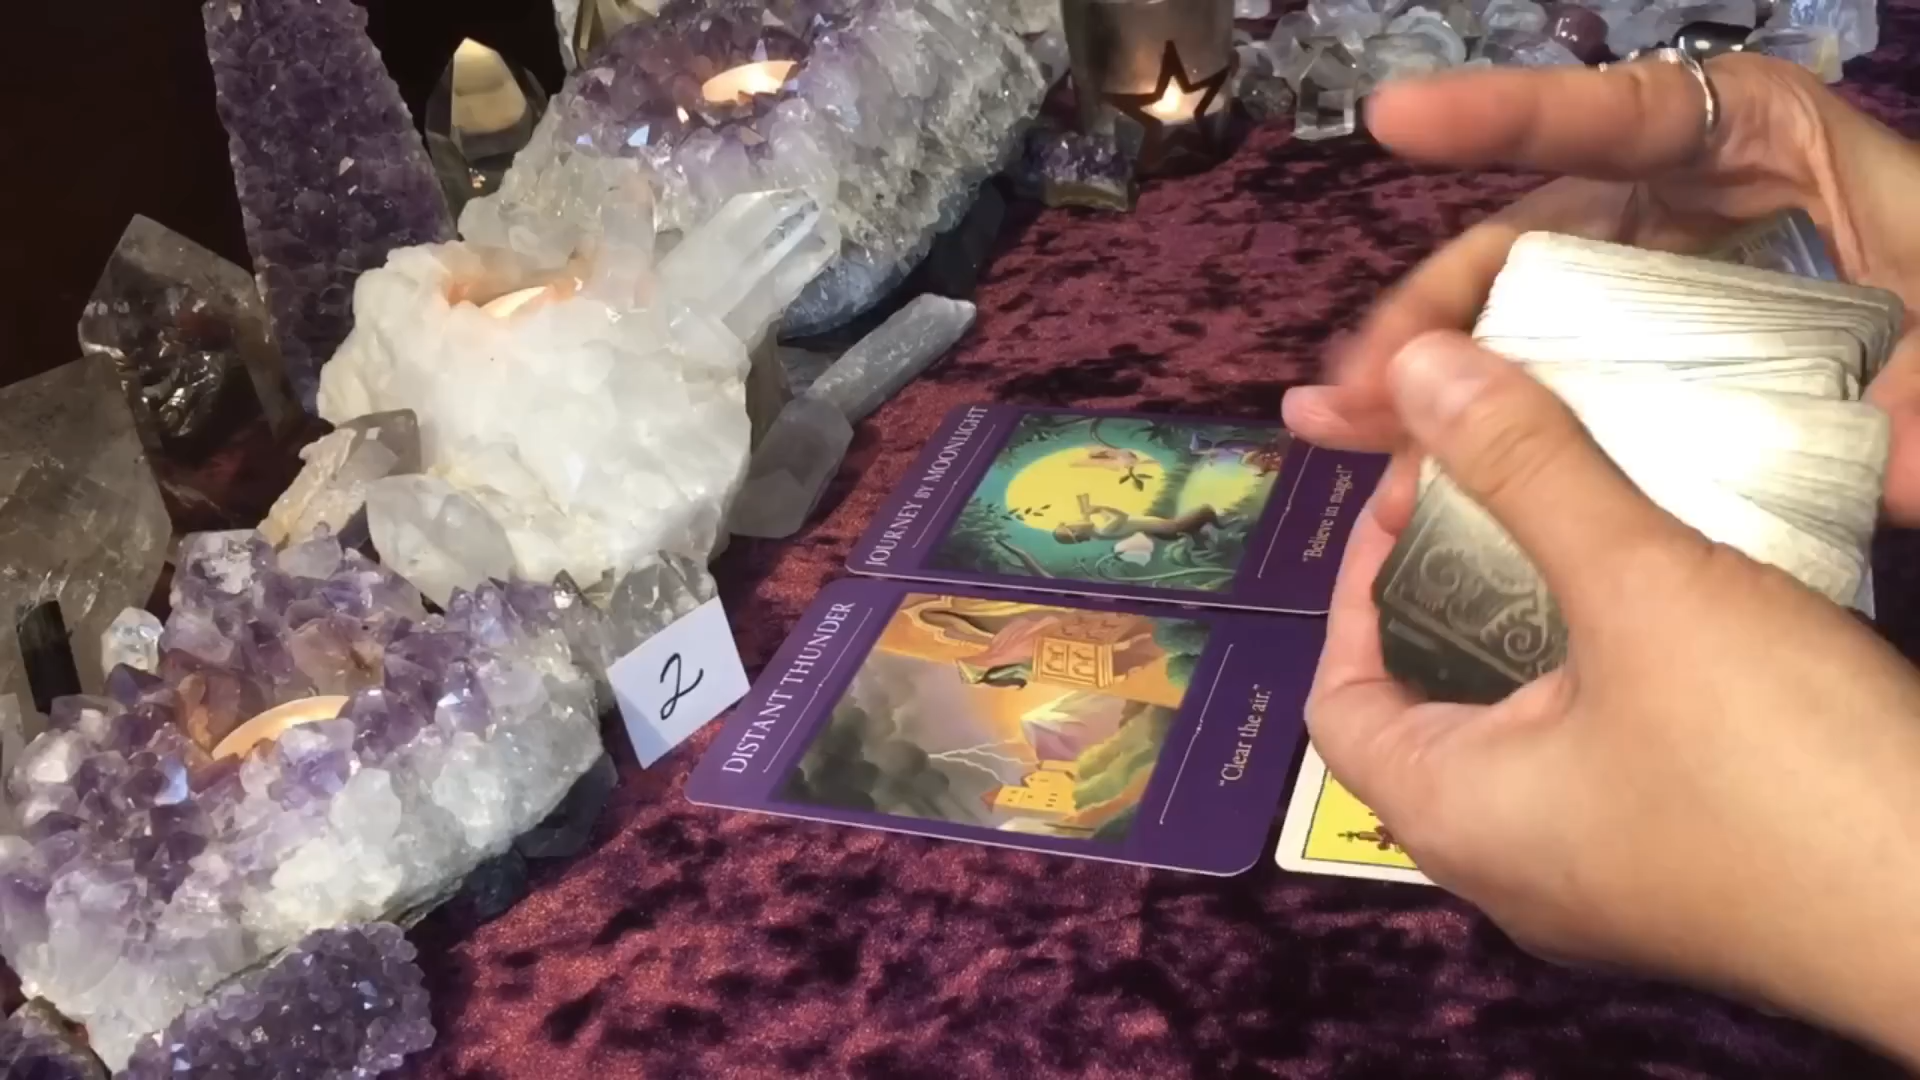 JOURNEY BY MOONLIGHT
"Believe in magic!"
2
DISTANT THUNDER
"Clear the air."